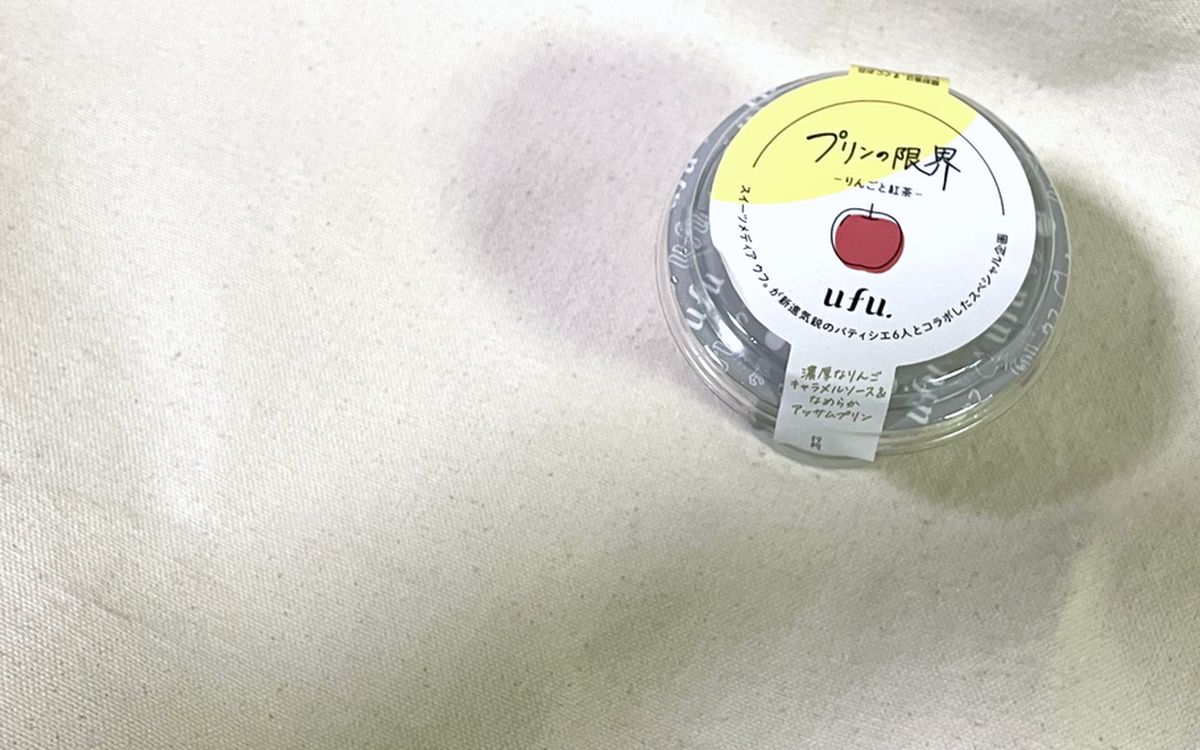 プリンの限界
-りんごと紅茶-
スイーツメディア ウフ。が新進気鋭のパティシエ6人とコラボしたスペシャル企画
ufu.
濃厚なりんご
キャラメルソース&
なめらか
アッサムプリン
ufu
ufu
ufu